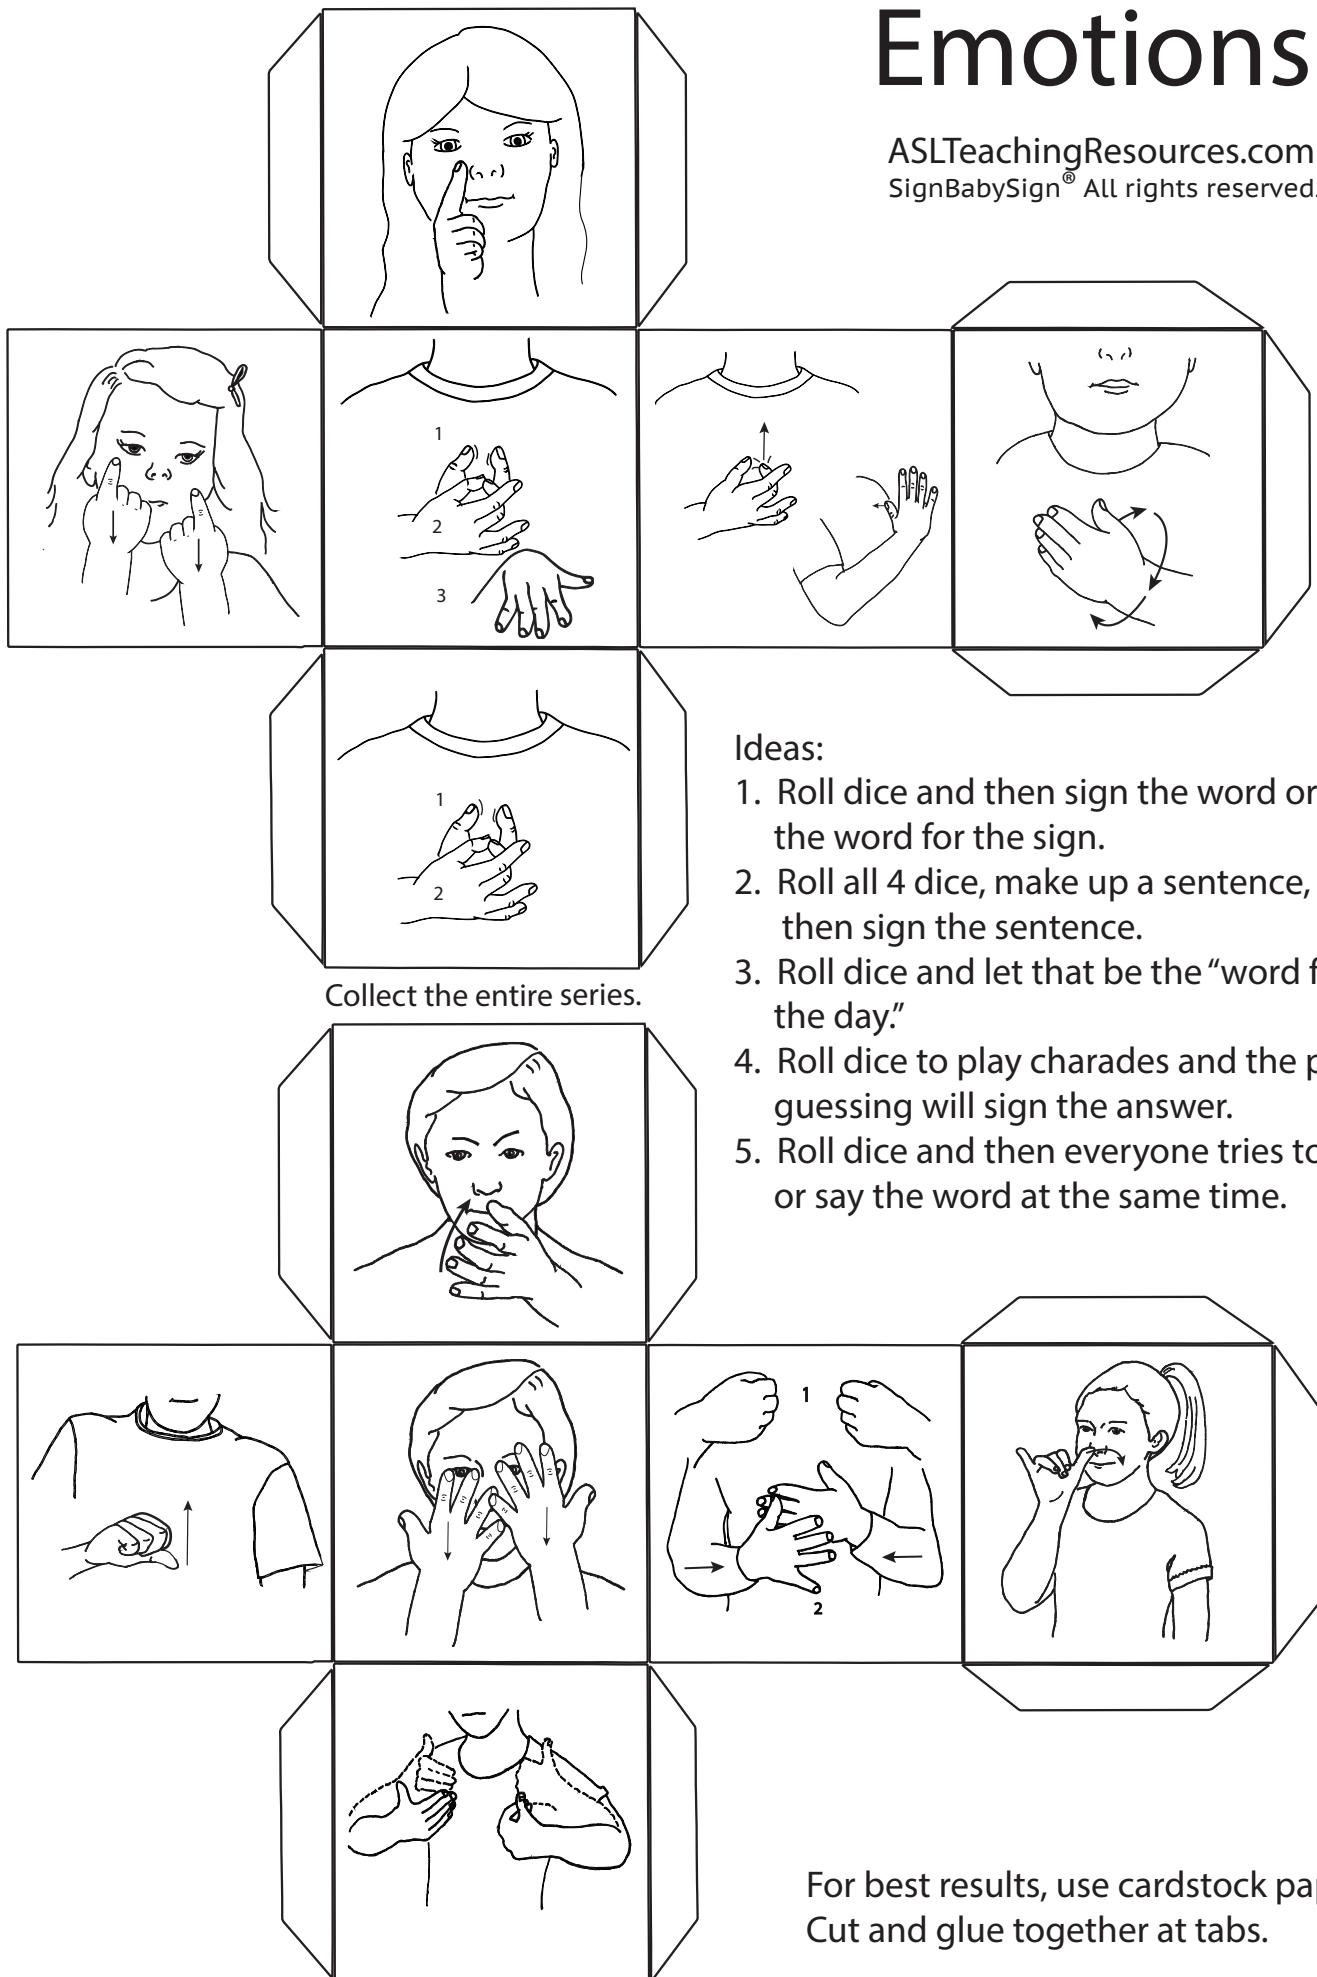 Emotions
ASLTeachingResources.com
SignBabySign® All rights reserved.
1
2
3
1
2
Collect the entire series.
Ideas:
1. Roll dice and then sign the word or
the word for the sign.
2. Roll all 4 dice, make up a sentence,
then sign the sentence.
3. Roll dice and let that be the “word
the day.”
4. Roll dice to play charades and the
guessing will sign the answer.
5. Roll dice and then everyone tries to
or say the word at the same time.
1
2
For best results, use cardstock
Cut and glue together at tabs.